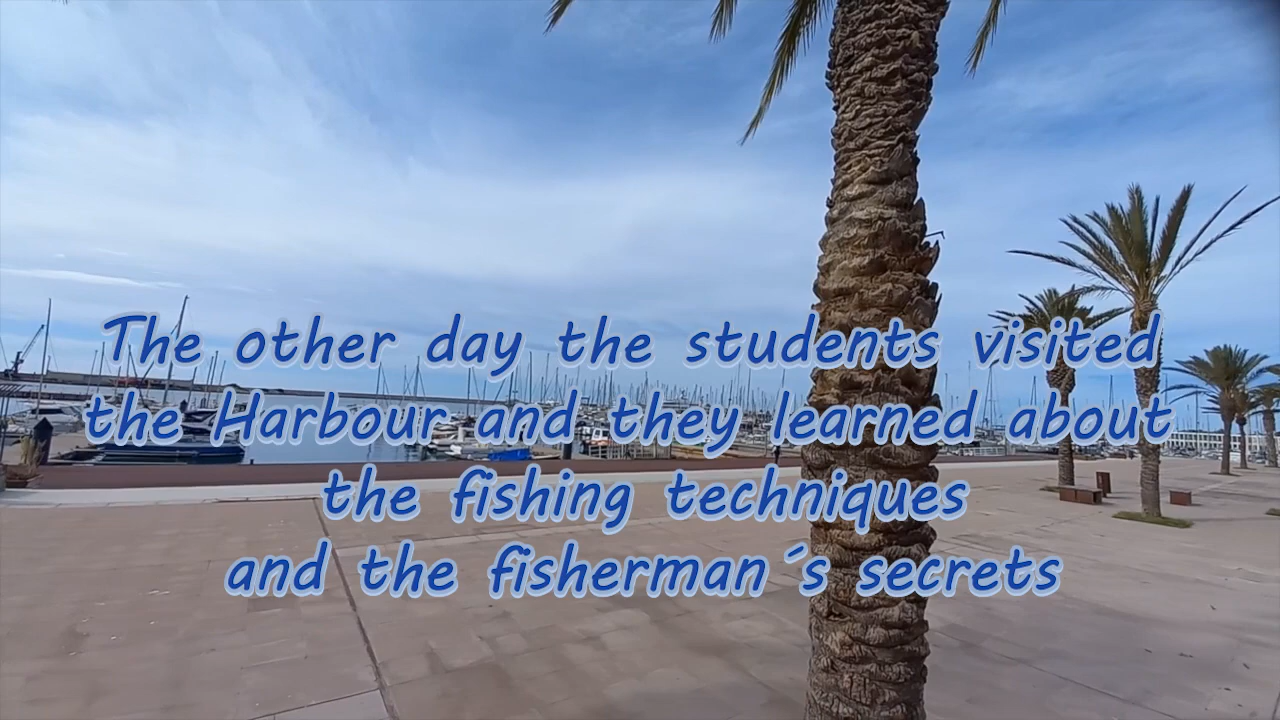 The other day the students visited
the Harbour and they learned about
the fishing techniques
and the fisherman´s secrets